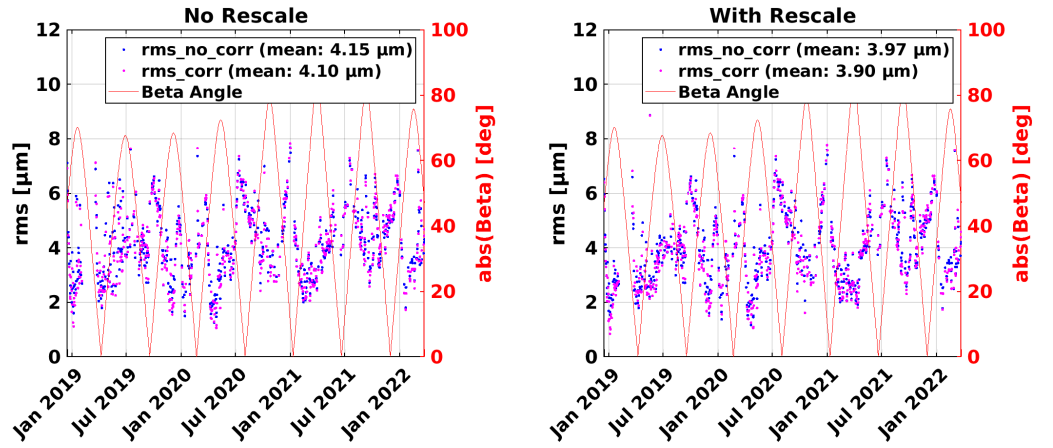 No Rescale
12
10
8
6
4
2
0
rms [μm]
rms_no_corr (mean: 4.15 μm)
rms_corr (mean: 4.10 μm)
Beta Angle
100
80
60
40
20
0
abs(Beta) [deg]
Jan 2019
Jul 2019
Jan 2020
Jul 2020
Jan 2021
Jul 2021
Jan 2022
With Rescale
12
10
8
6
4
2
0
rms [μm]
rms_no_corr (mean: 3.97 μm)
rms_corr (mean: 3.90 μm)
Beta Angle
100
80
60
40
20
0
abs(Beta) [deg]
Jan 2019
Jul 2019
Jan 2020
Jul 2020
Jan 2021
Jul 2021
Jan 2022